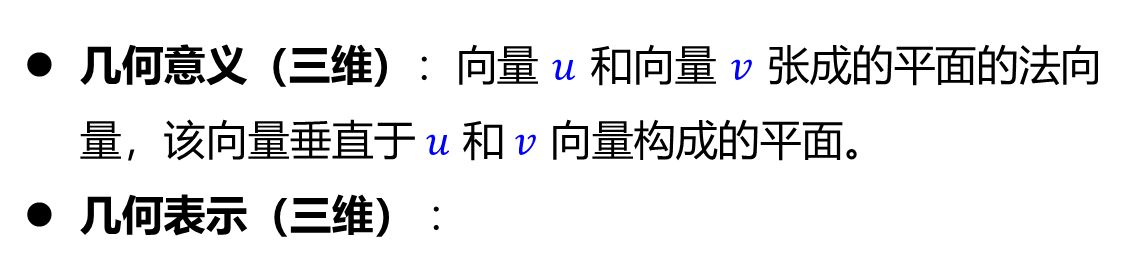 ● 几何意义（三维）：向量 u 和向量 v 张成的平面的法向
量，该向量垂直于 u 和 v 向量构成的平面。
● 几何表示（三维）：